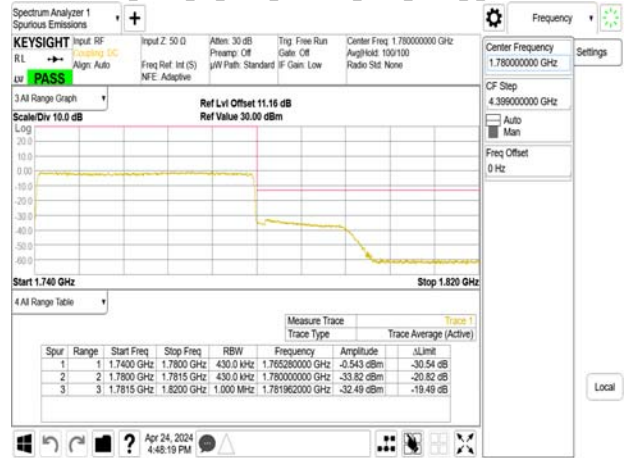 Spectrum Analyzer 1
Spurious Emissions
Frequency
KEYSIGHT
Input: RF
Coupling: DC
Align: Auto
Input Z: 50 Ω
Freq Ref: Int (S)
NFE: Adaptive
Atten: 30 dB
Preamp: Off
µW Path: Standard
Trig: Free Run
Gate: Off
IF Gain: Low
Center Freq: 1.780000000 GHz
Avg|Hold: 100/100
Radio Std: None
RL
PASS
Center Frequency
1.780000000 GHz
Settings
CF Step
4.399000000 GHz
Auto
Man
Freq Offset
0 Hz
3 All Range Graph
Scale/Div 10.0 dB
Ref Lvl Offset 11.16 dB
Ref Value 30.00 dBm
Log
20.0
10.0
0.00
-10.0
-20.0
-30.0
-40.0
-50.0
-60.0
Start 1.740 GHz
Stop 1.820 GHz
4 All Range Table
Measure Trace Trace 1
Trace Type Trace Average (Active)
Spur Range Start Freq Stop Freq RBW Frequency Amplitude ΔLimit
1 1 1.7400 GHz 1.7800 GHz 430.0 kHz 1.765280000 GHz -0.543 dBm -30.54 dB
2 2 1.7800 GHz 1.7815 GHz 430.0 kHz 1.780000000 GHz -33.82 dBm -20.82 dB
3 3 1.7815 GHz 1.8200 GHz 1.000 MHz 1.781962000 GHz -32.49 dBm -19.49 dB
Local
Apr 24, 2024
4:48:19 PM